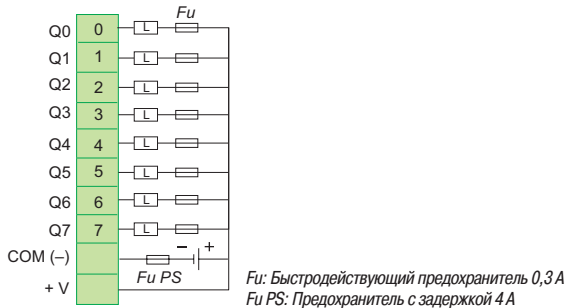 Fu
Q0 0 L
Q1 1 L
Q2 2 L
Q3 3 L
Q4 4 L
Q5 5 L
Q6 6 L
Q7 7 L
COM (–) – +
+ V Fu PS
Fu: Быстродействующий предохранитель 0,3 А
Fu PS: Предохранитель с задержкой 4 А